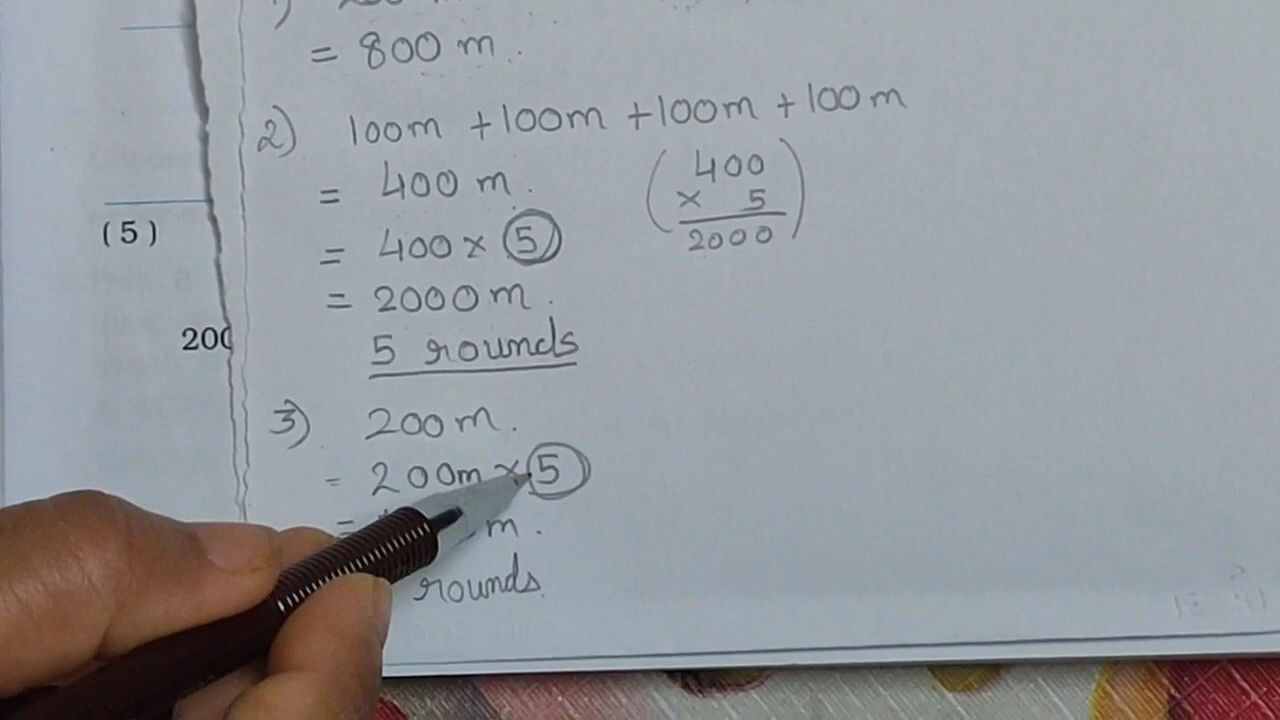 = 800 m.
2) 100m + 100m + 100m + 100m
= 400 m.
= 400 × 5
= 2000 m.
5 rounds
( 400
× 5
2000 )
3) 200 m.
= 200m × 5
= m.
rounds.
(5)
200